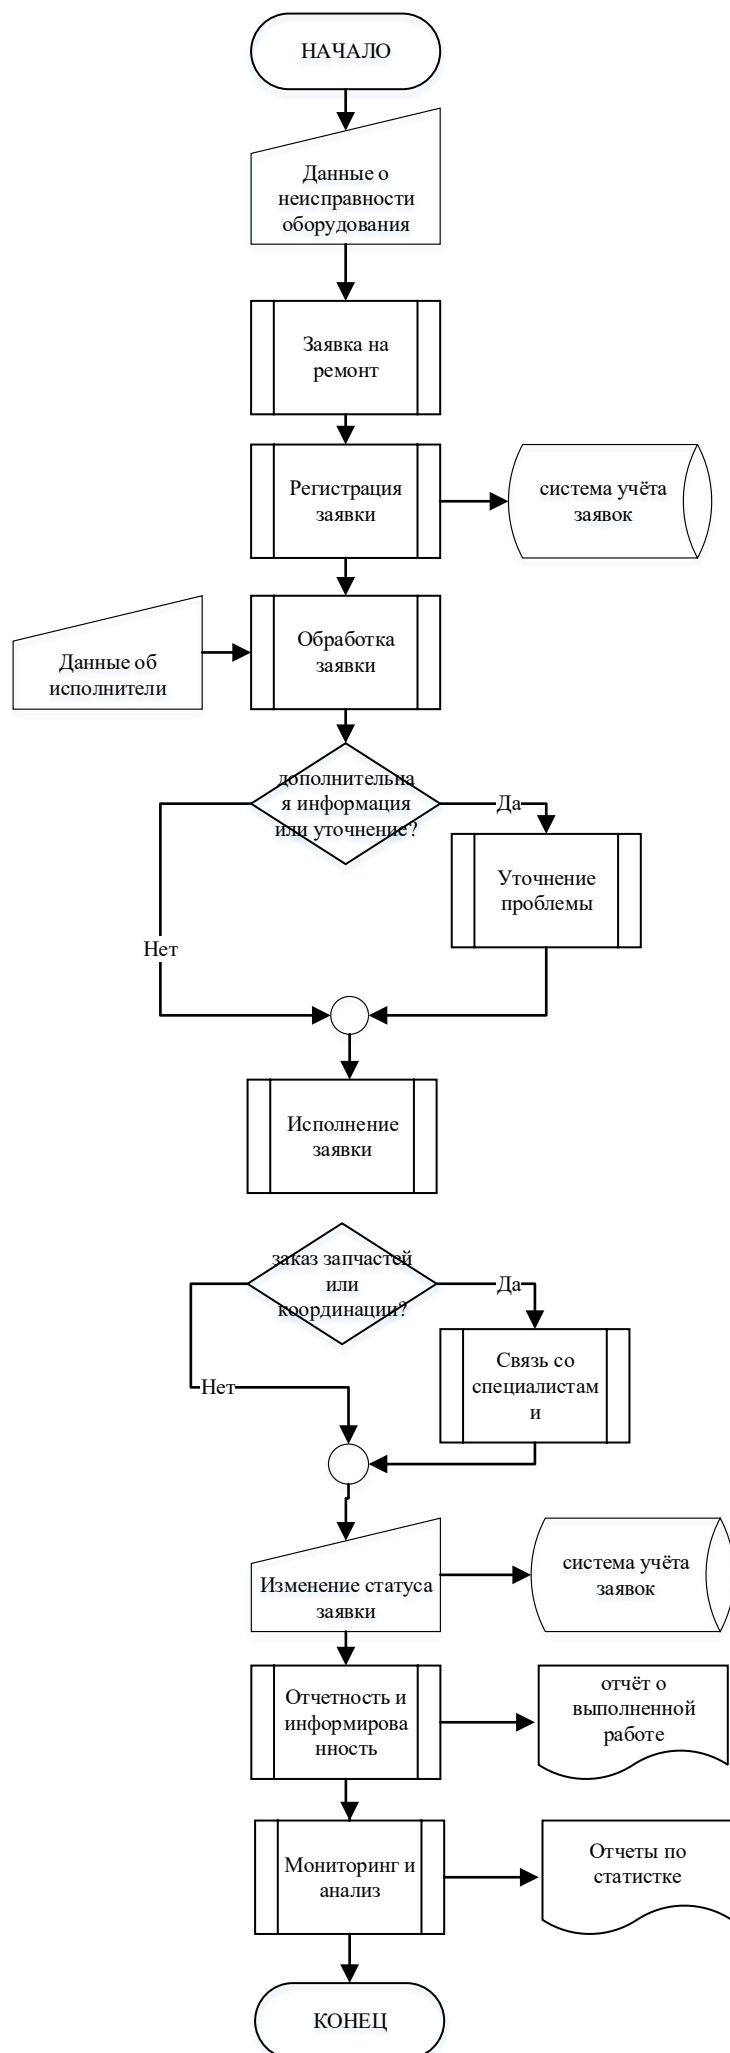 НАЧАЛО
Данные о
неисправности
оборудования
Заявка на
ремонт
Регистрация
заявки
система учёта
заявок
Данные об
исполнители
Обработка
заявки
дополнительна
я информация
или уточнение?
Да
Уточнение
проблемы
Нет
Исполнение
заявки
заказ запчастей
или
координации?
Да
Связь со
специалистам
и
Нет
Изменение статуса
заявки
система учёта
заявок
Отчетность и
информирова
нность
отчёт о
выполненной
работе
Мониторинг и
анализ
Отчеты по
статистке
КОНЕЦ